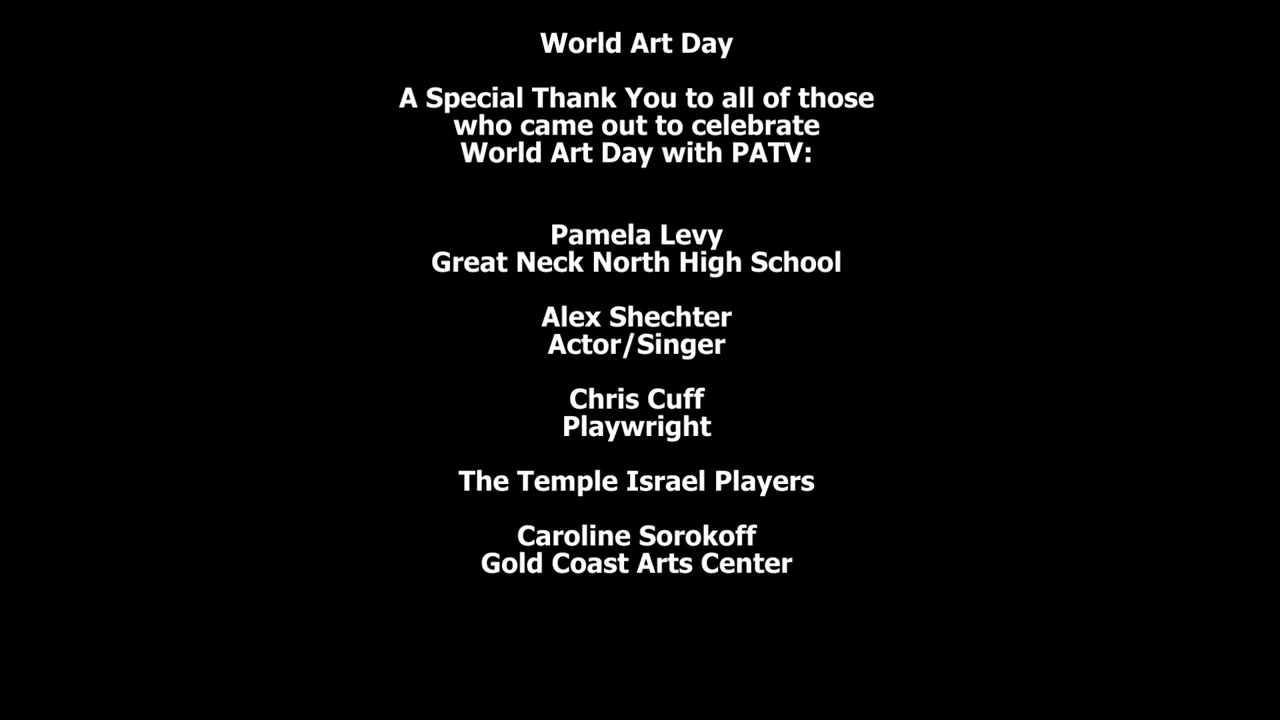 World Art Day
A Special Thank You to all of those
who came out to celebrate
World Art Day with PATV:
Pamela Levy
Great Neck North High School
Alex Shechter
Actor/Singer
Chris Cuff
Playwright
The Temple Israel Players
Caroline Sorokoff
Gold Coast Arts Center